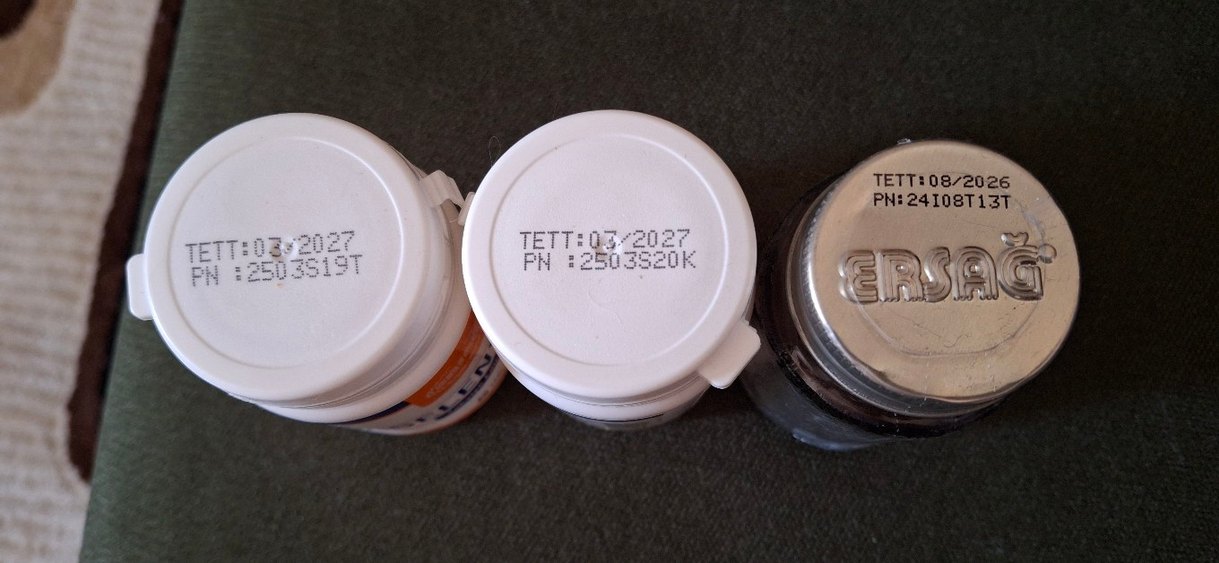 TETT:03/2027
PN :2503S19T
TETT:03/2027
PN :2503S20K
TETT:08/2026
PN:24I08T13T
ERSAĞ